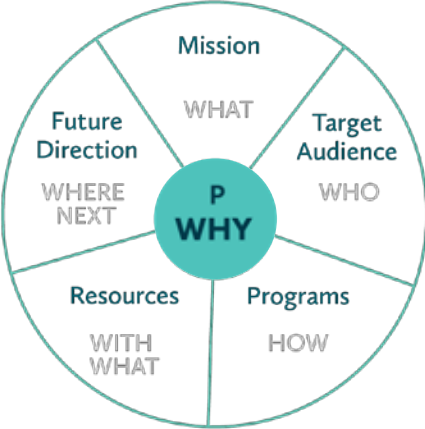 Mission
WHAT
Target
Audience
WHO
Programs
HOW
Resources
WITH
WHAT
Future
Direction
WHERE
NEXT
P
WHY